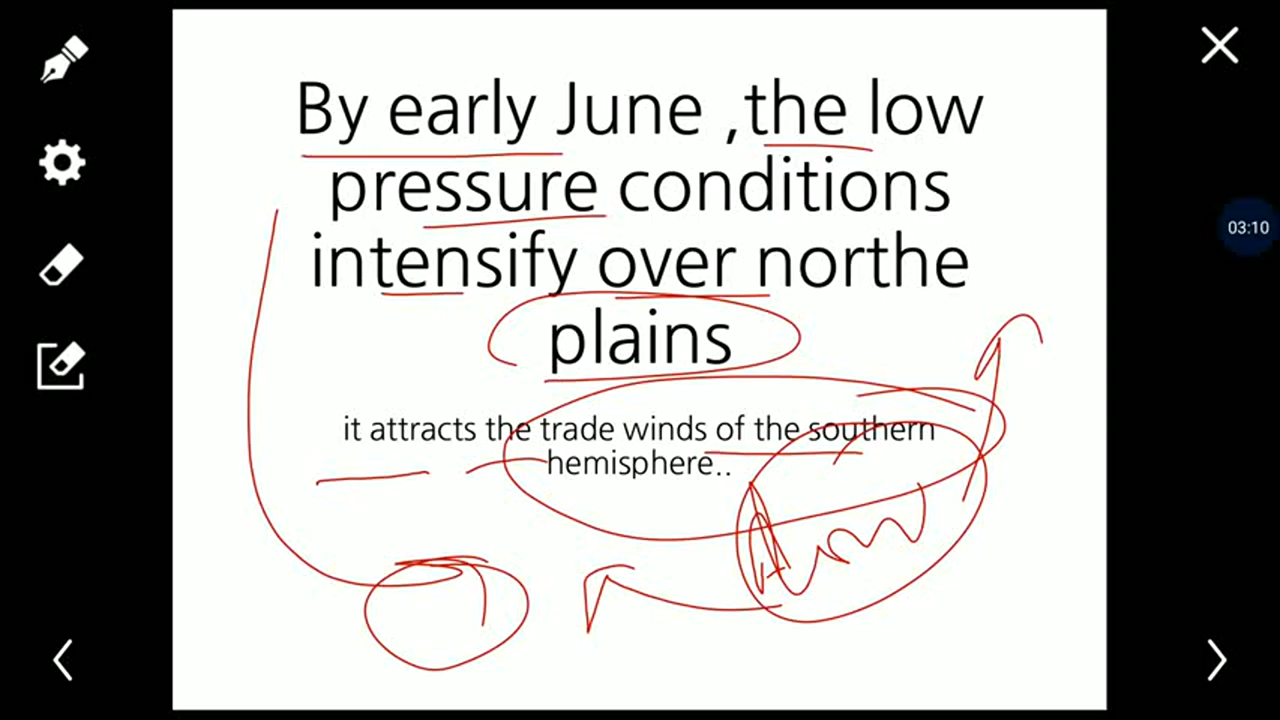 By early June ,the low
pressure conditions
intensify over northe
plains
it attracts the trade winds of the southern
hemisphere..
03:10